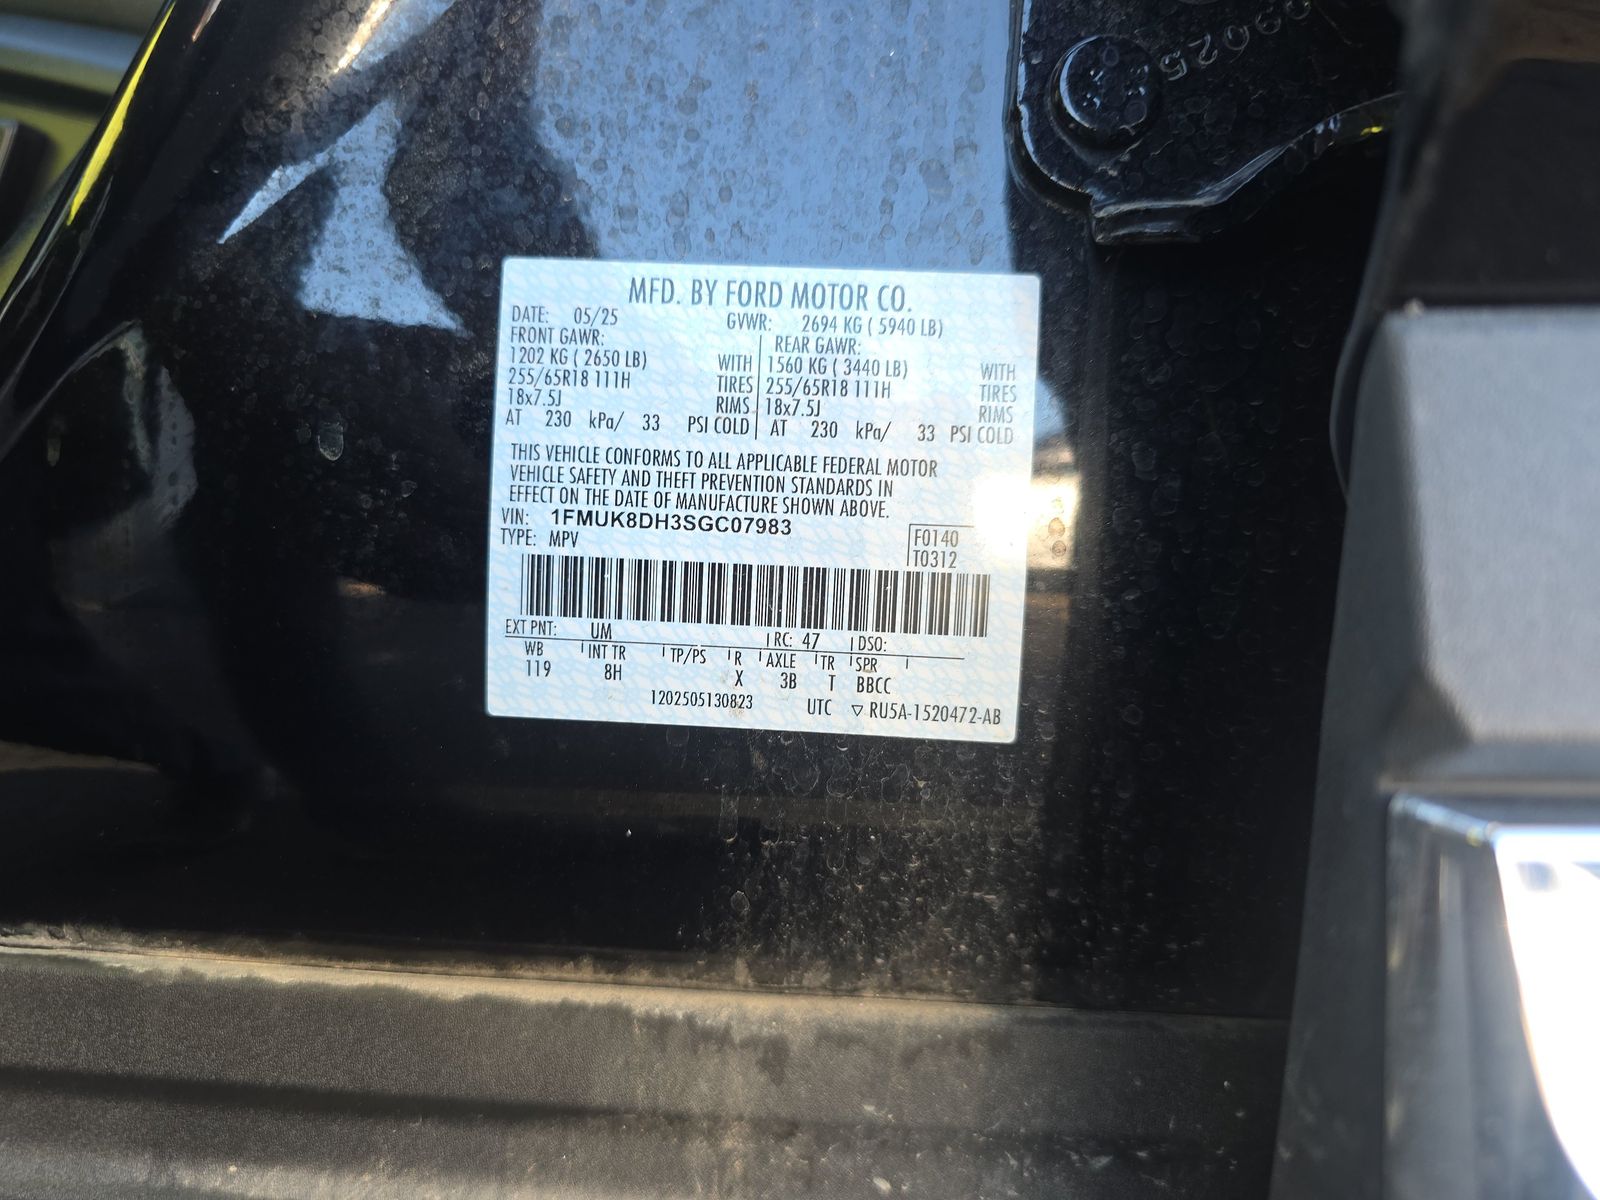 MFD. BY FORD MOTOR CO.
DATE: 05/25 GVWR: 2694 KG ( 5940 LB)
FRONT GAWR: REAR GAWR:
1202 KG ( 2650 LB) WITH 1560 KG ( 3440 LB) WITH
255/65R18 111H TIRES 255/65R18 111H TIRES
18x7.5J RIMS 18x7.5J RIMS
AT 230 kPa/ 33 PSI COLD AT 230 kPa/ 33 PSI COLD
THIS VEHICLE CONFORMS TO ALL APPLICABLE FEDERAL MOTOR
VEHICLE SAFETY AND THEFT PREVENTION STANDARDS IN
EFFECT ON THE DATE OF MANUFACTURE SHOWN ABOVE.
VIN: 1FMUK8DH3SGC07983
TYPE: MPV
F0140
T0312
EXT PNT: UM RC: 47 DSO:
WB INT TR TP/PS R AXLE TR SPR
119 8H X 3B T BBCC
1202505130823 UTC ▽ RU5A-1520472-AB